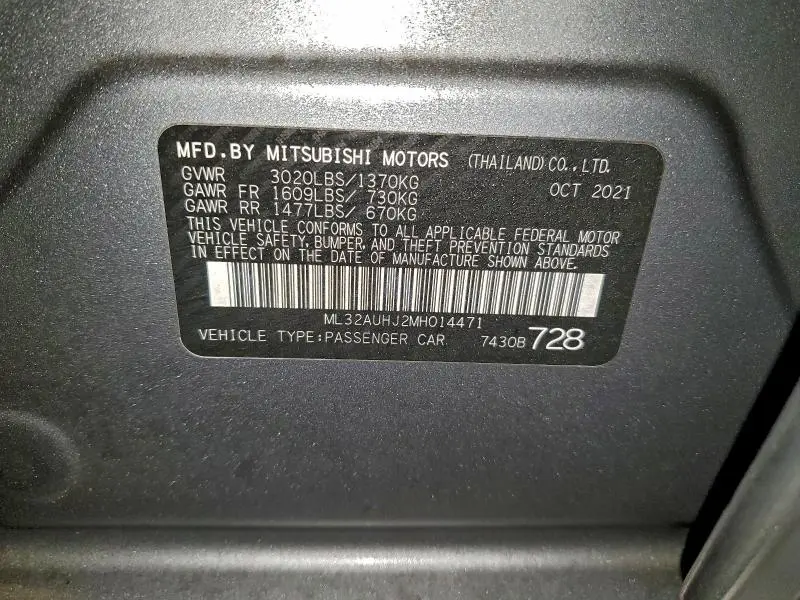 MFD.BY MITSUBISHI MOTORS (THAILAND) CO., LTD.
GVWR 3020LBS/1370KG OCT 2021
GAWR FR 1609LBS/ 730KG
GAWR RR 1477LBS/ 670KG
THIS VEHICLE CONFORMS TO ALL APPLICABLE FEDERAL MOTOR
VEHICLE SAFETY, BUMPER, AND THEFT PREVENTION STANDARDS
IN EFFECT ON THE DATE OF MANUFACTURE SHOWN ABOVE.
ML32AUHJ2MH014471
VEHICLE TYPE:PASSENGER CAR 7430B 728